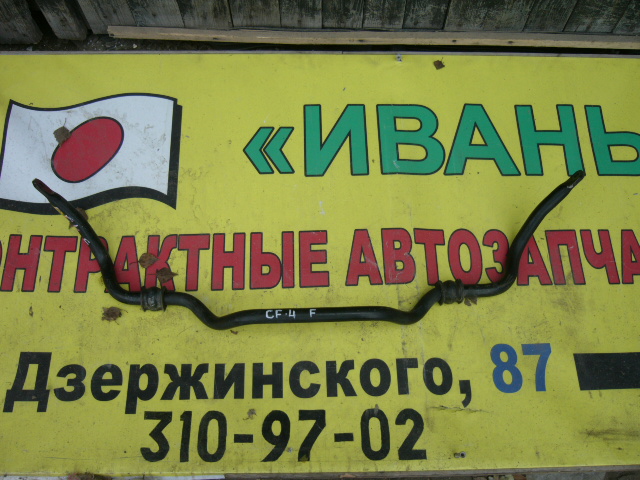 «ИВАНЬ
ОНТРАКТНЫЕ АВТОЗАПЧА
CF-4 F
Дзержинского, 87
310-97-02